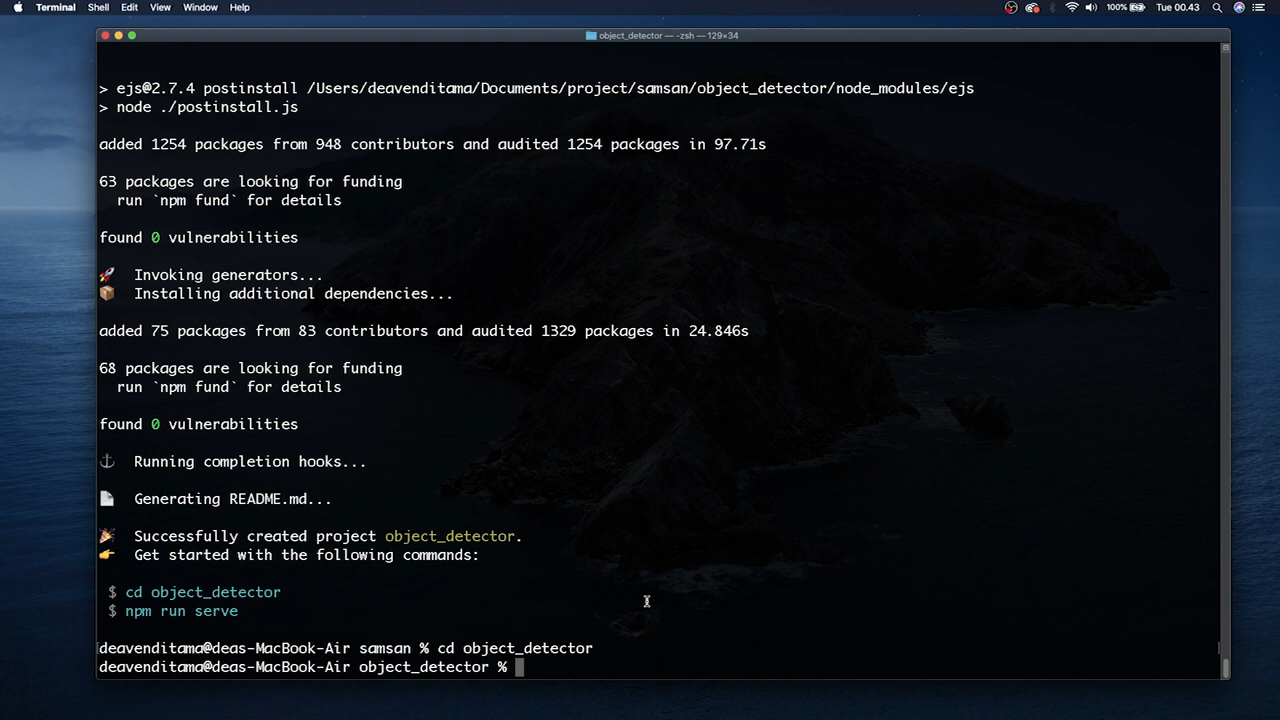 Terminal Shell Edit View Window Help 100% Tue 00.43
object_detector — -zsh — 129×34
> ejs@2.7.4 postinstall /Users/deavenditama/Documents/project/samsan/object_detector/node_modules/ejs
> node ./postinstall.js
added 1254 packages from 948 contributors and audited 1254 packages in 97.71s
63 packages are looking for funding
run `npm fund` for details
found 0 vulnerabilities
🚀 Invoking generators...
📦 Installing additional dependencies...
added 75 packages from 83 contributors and audited 1329 packages in 24.846s
68 packages are looking for funding
run `npm fund` for details
found 0 vulnerabilities
⚓ Running completion hooks...
📄 Generating README.md...
🎉 Successfully created project object_detector.
👉 Get started with the following commands:
$ cd object_detector
$ npm run serve
deavenditama@deas-MacBook-Air samsan % cd object_detector
deavenditama@deas-MacBook-Air object_detector %